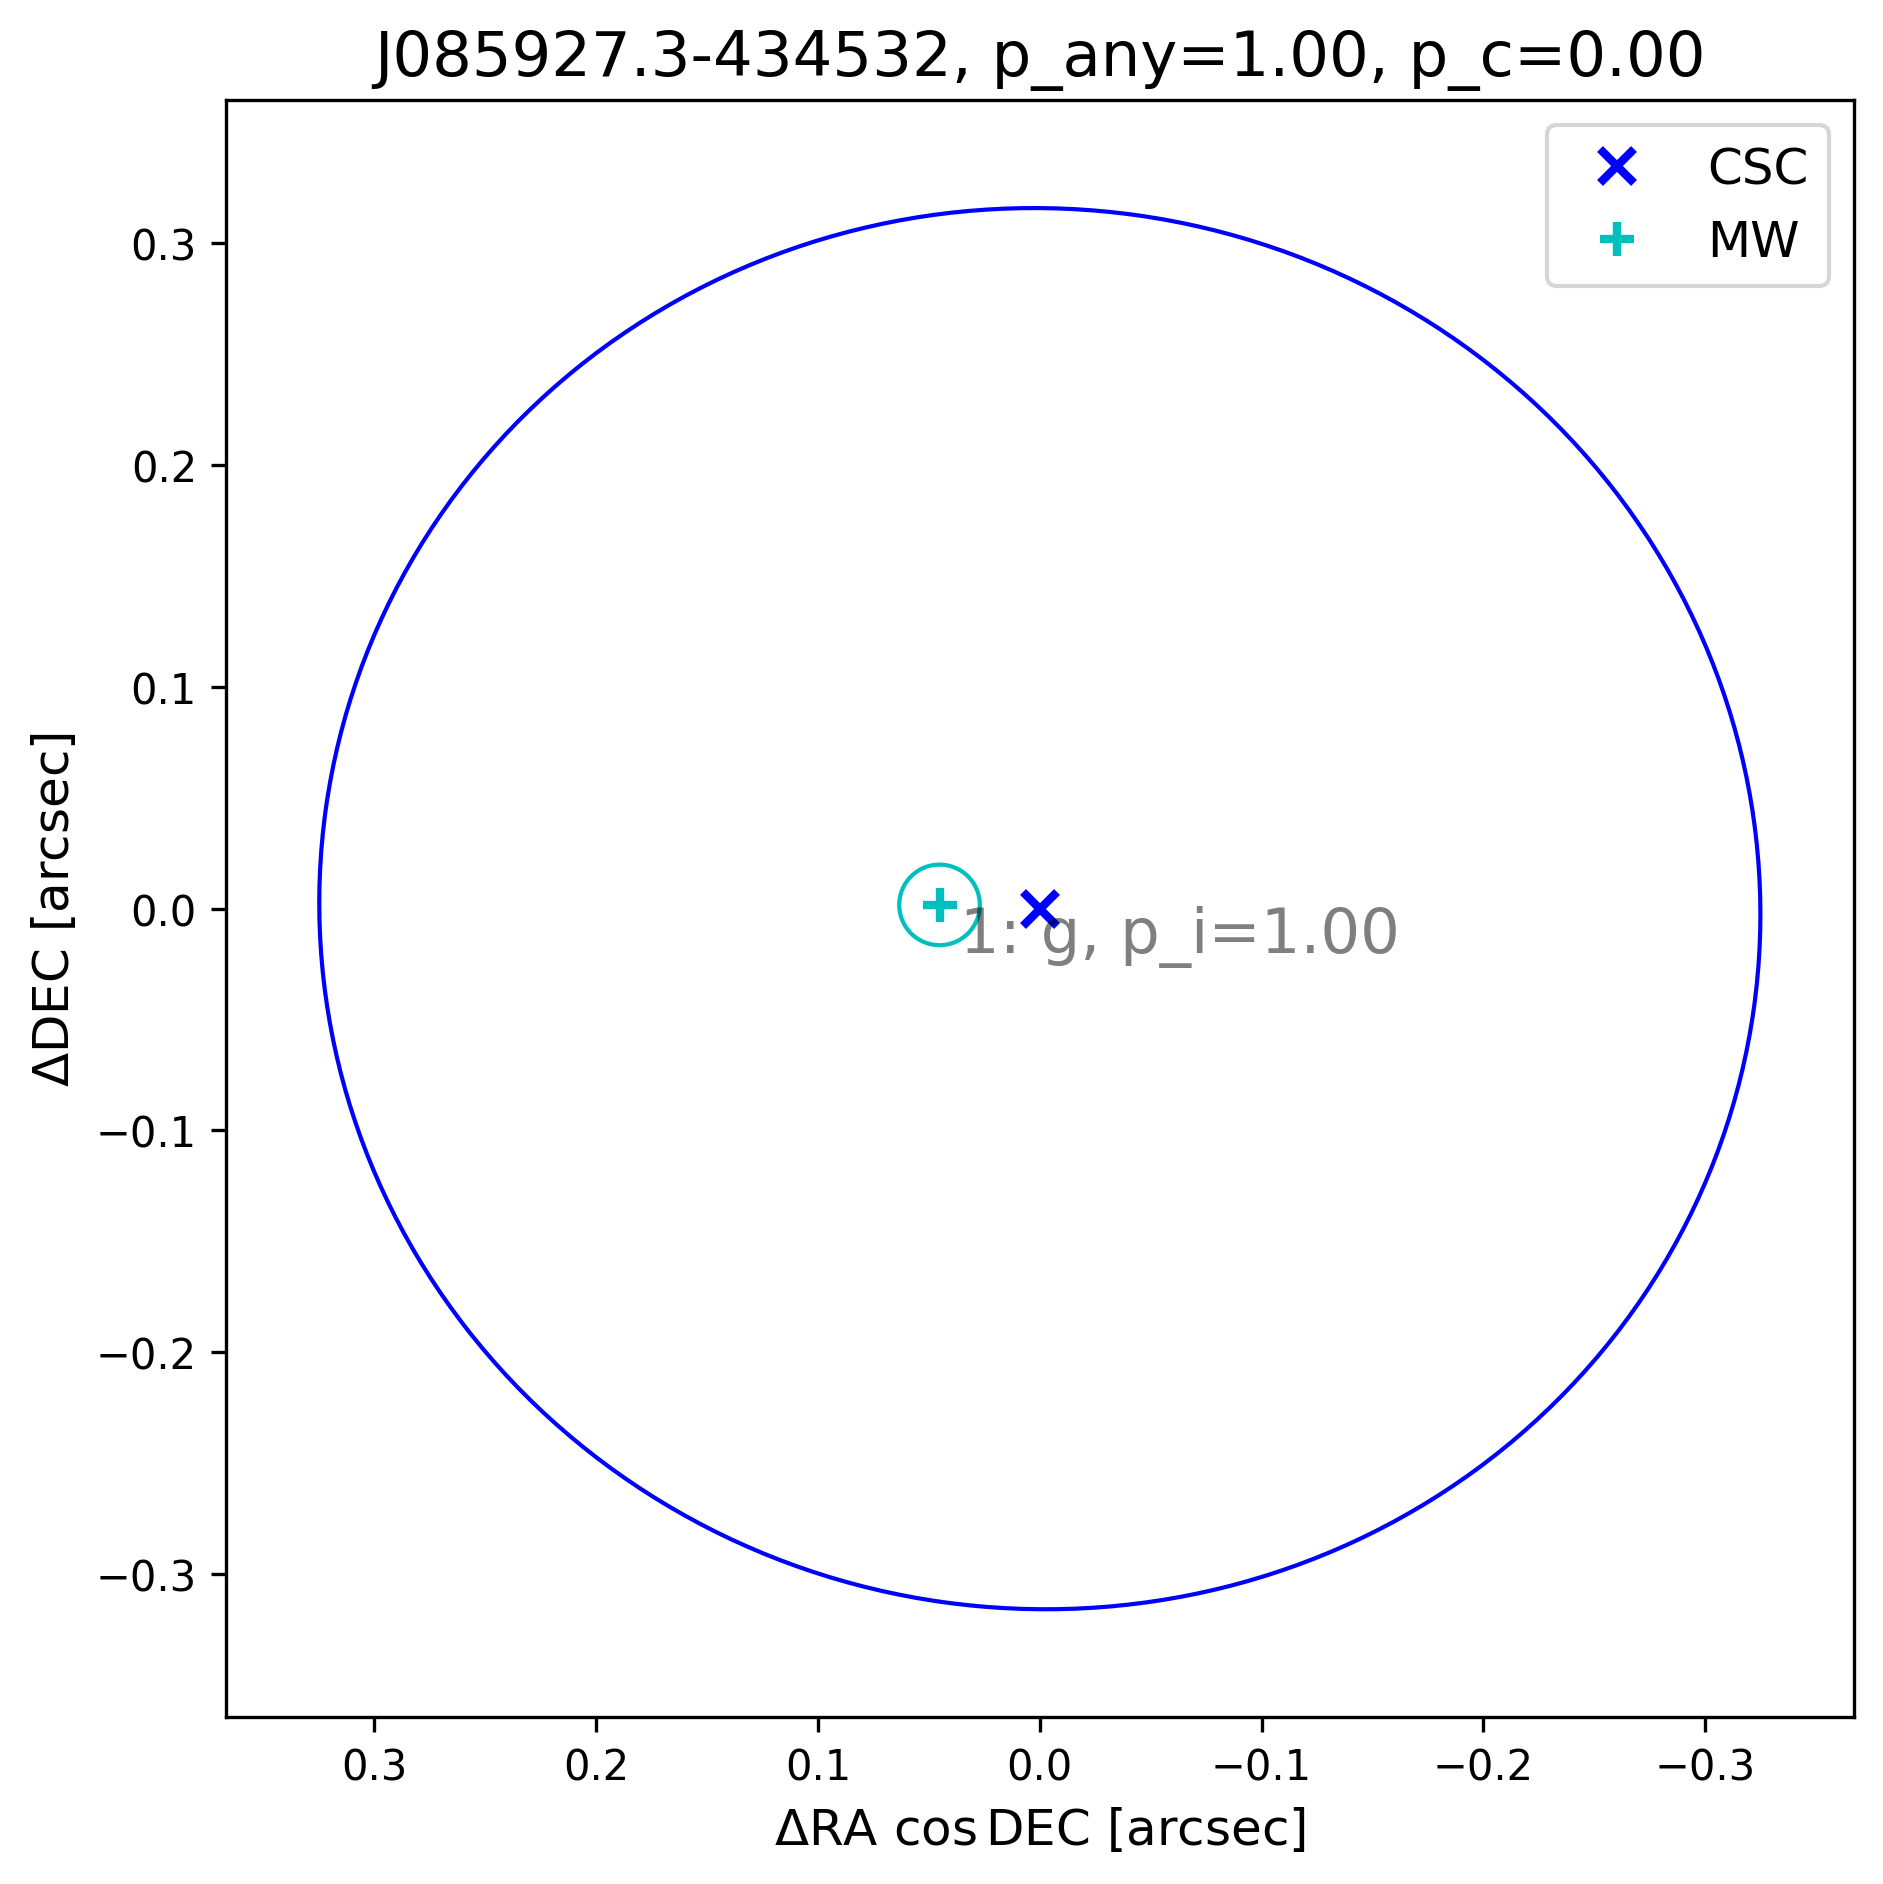 J085927.3-434532, p_any=1.00, p_c=0.00
CSC
MW
0.3
0.2
0.1
0.0
−0.1
−0.2
−0.3
ΔDEC [arcsec]
1: g, p_i=1.00
0.3
0.2
0.1
0.0
−0.1
−0.2
−0.3
ΔRA cos DEC [arcsec]